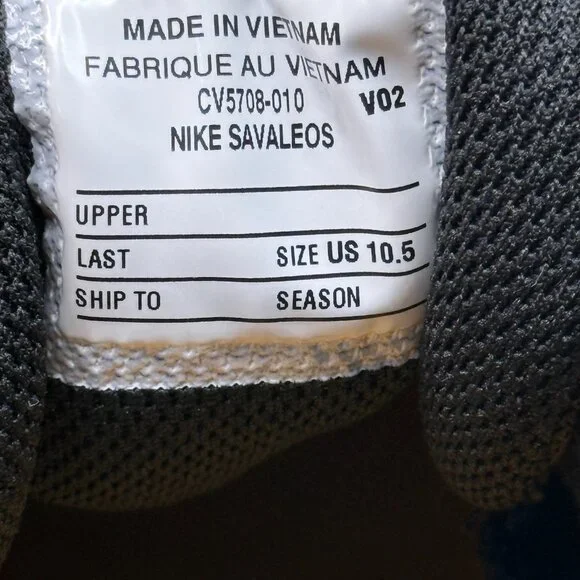 MADE IN VIETNAM
FABRIQUE AU VIETNAM
CV5708-010 V02
NIKE SAVALEOS
UPPER
LAST SIZE US 10.5
SHIP TO SEASON